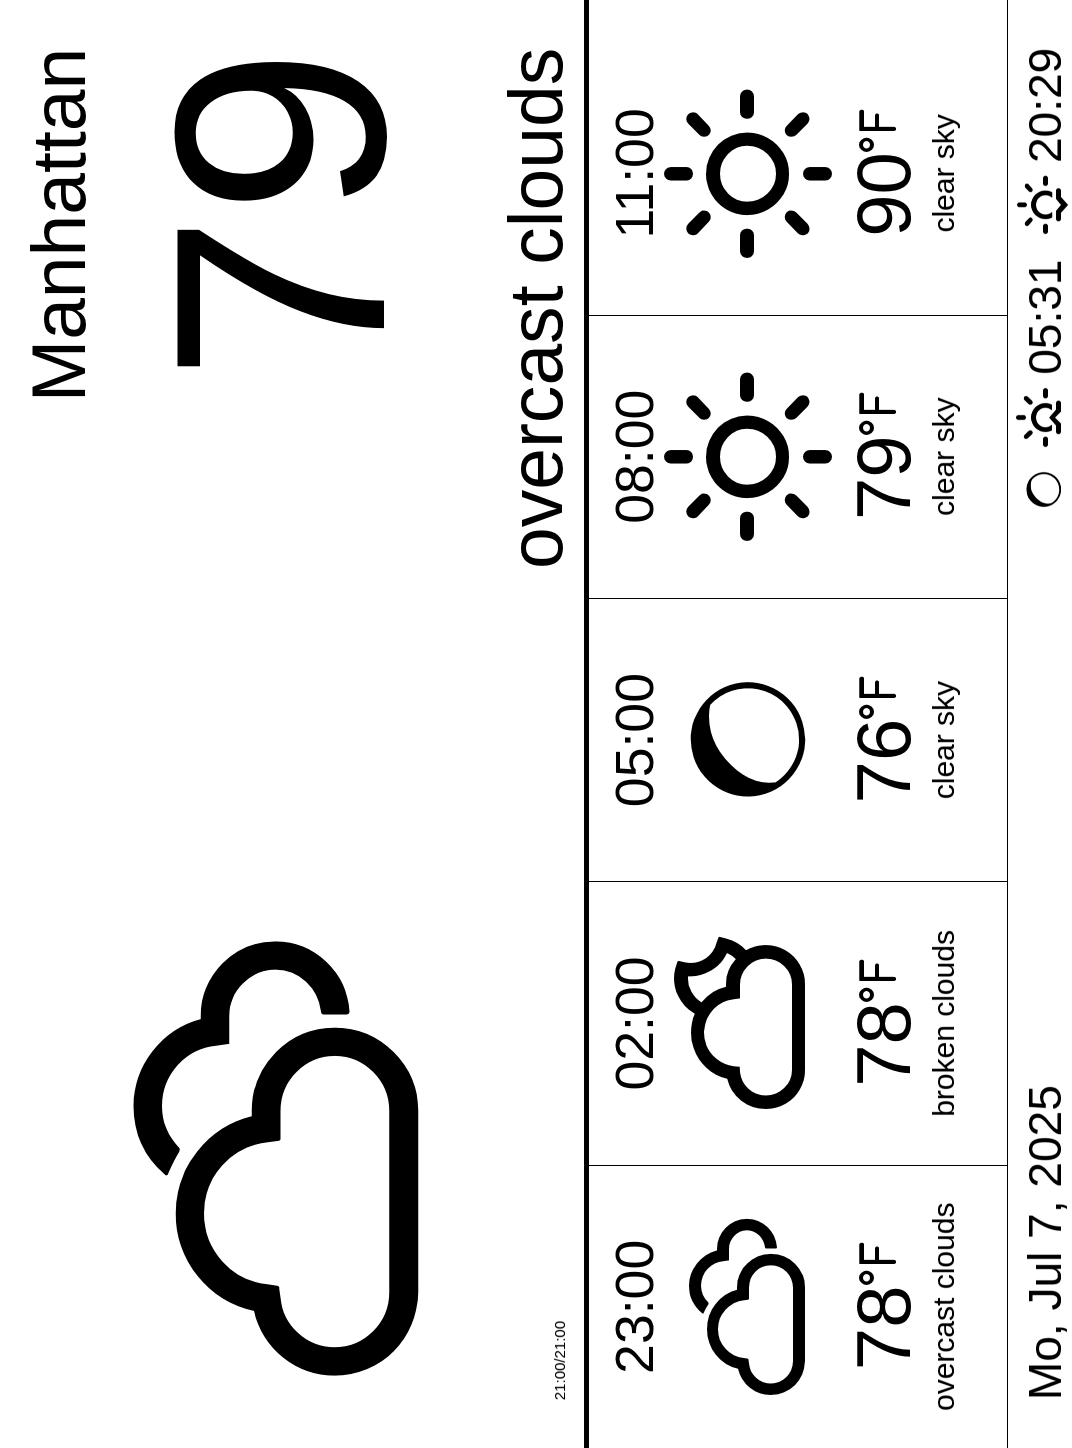 Manhattan
79
overcast clouds
21:00/21:00
23:00
78°F
overcast clouds
02:00
78°F
broken clouds
05:00
76°F
clear sky
08:00
79°F
clear sky
11:00
90°F
clear sky
Mo, Jul 7, 2025
05:31
20:29